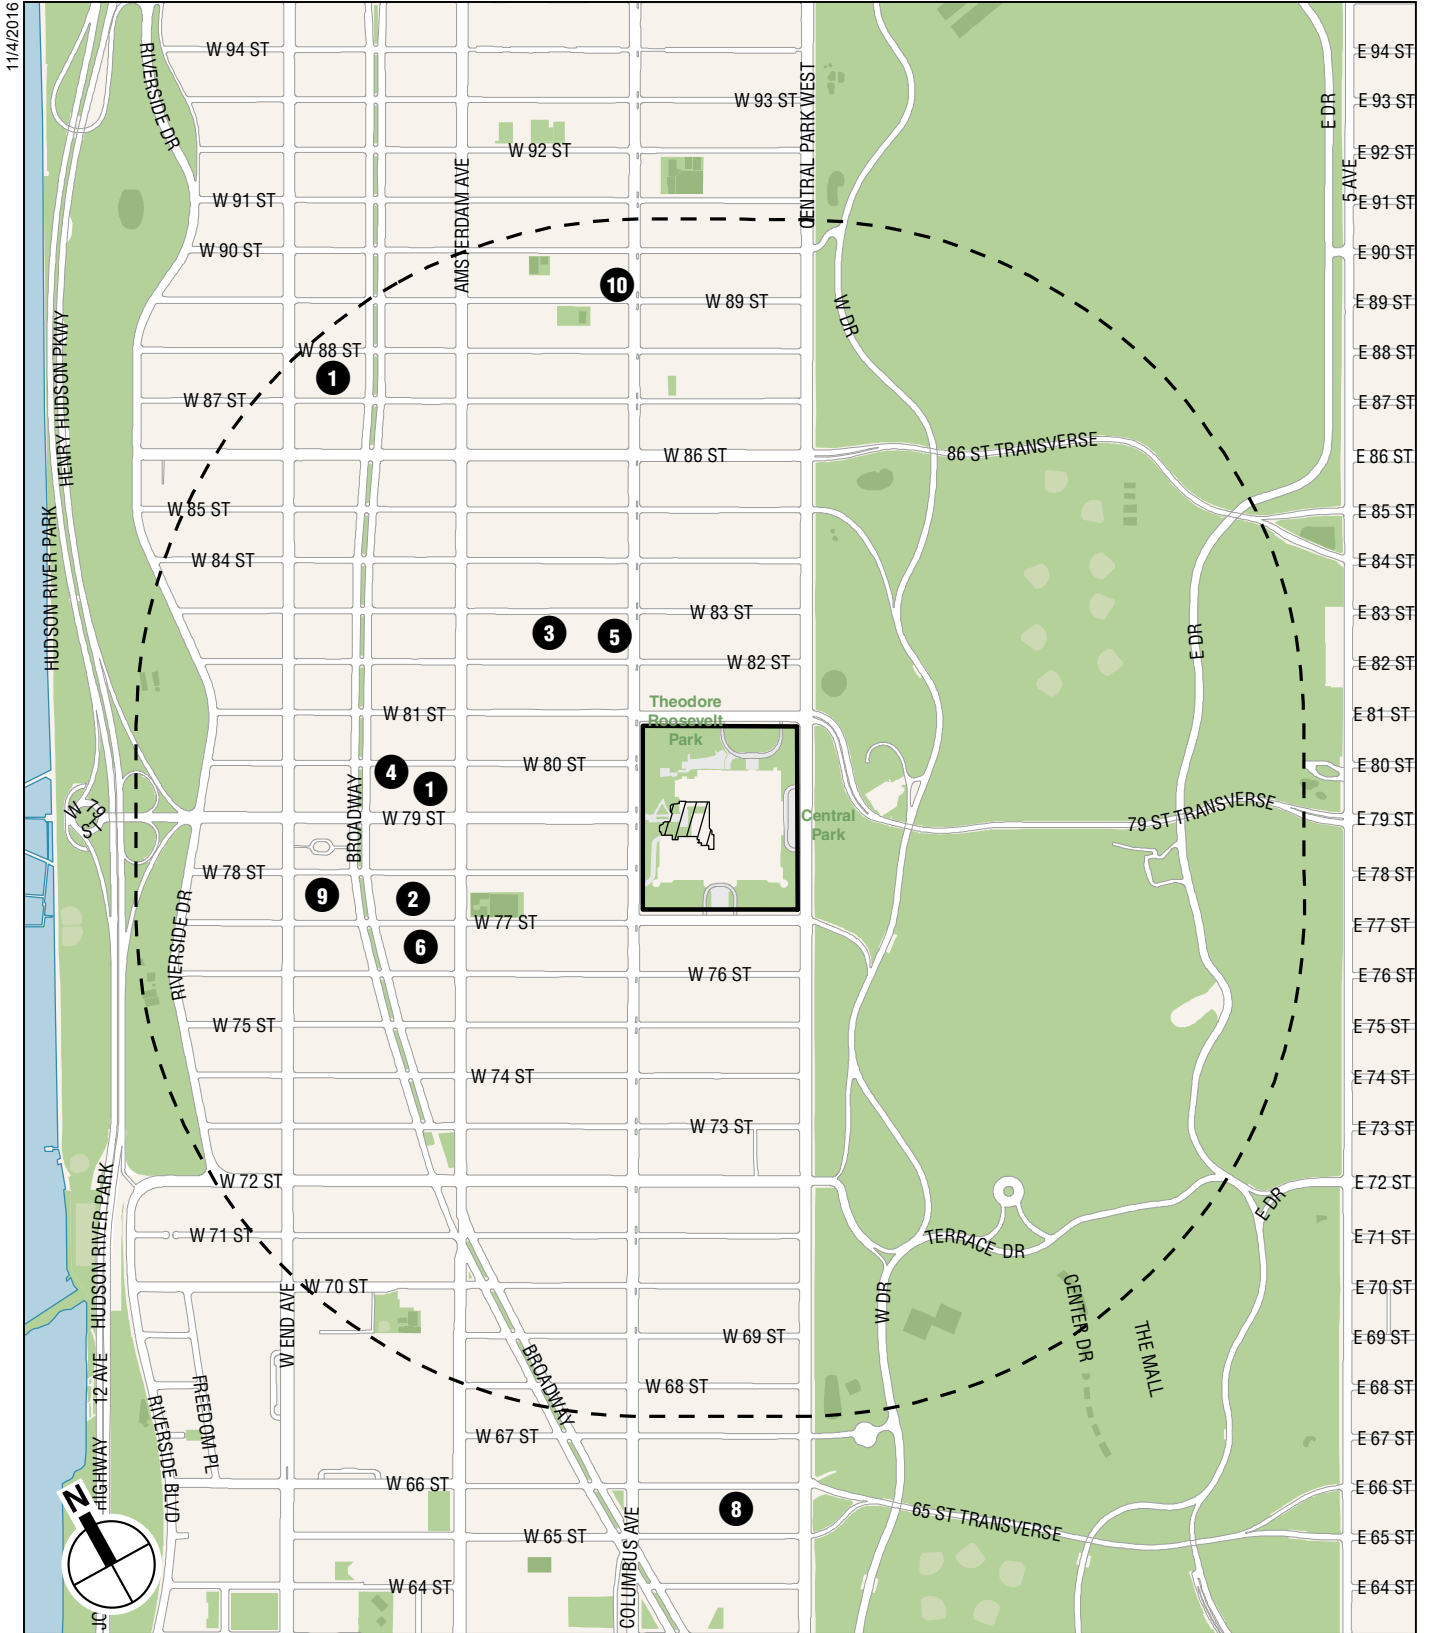 11/4/2016
W 94 ST
E 94 ST
RIVERSIDE DR
CENTRAL PARK WEST
W 93 ST
E DR
E 93 ST
W 92 ST
E 92 ST
AMSTERDAM AVE
5 AVE
W 91 ST
E 91 ST
W 90 ST
E 90 ST
10
W 89 ST
W DR
E 89 ST
HENRY HUDSON PKWY
W 88 ST
E 88 ST
1
W 87 ST
E 87 ST
86 ST TRANSVERSE
W 86 ST
E 86 ST
W 85 ST
E 85 ST
HUDSON RIVER PARK
W 84 ST
E 84 ST
W 83 ST
E 83 ST
3
5
E DR
W 82 ST
E 82 ST
Theodore
Roosevelt
Park
W 81 ST
E 81 ST
W 80 ST
E 80 ST
4
1
W 79
ST
BROADWAY
W 79 ST
Central
Park
79 ST TRANSVERSE
E 79 ST
W 78 ST
E 78 ST
9
2
RIVERSIDE DR
W 77 ST
E 77 ST
6
W 76 ST
E 76 ST
W 75 ST
E 75 ST
W 74 ST
E 74 ST
W 73 ST
E 73 ST
W 72 ST
E 72 ST
HUDSON RIVER PARK
E DR
W 71 ST
TERRACE DR
E 71 ST
W END AVE
W 70 ST
W DR
CENTER DR
E 70 ST
THE MALL
W 69 ST
E 69 ST
12 AVE
FREEDOM PL
BROADWAY
W 68 ST
E 68 ST
RIVERSIDE BLVD
W 67 ST
E 67 ST
HIGHWAY
W 66 ST
E 66 ST
N
8
COLUMBUS AVE
W 65 ST
65 ST TRANSVERSE
E 65 ST
W 64 ST
E 64 ST